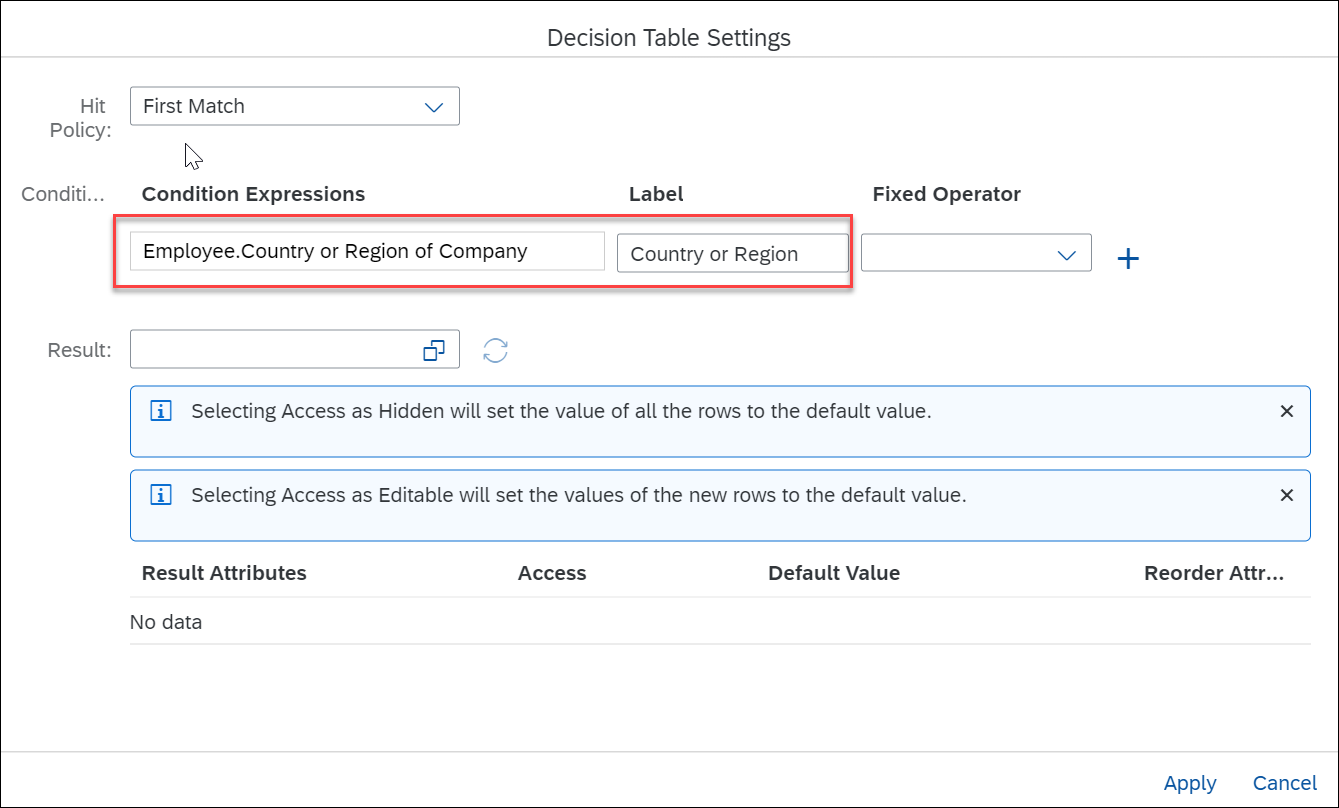 Decision Table Settings
Hit
Policy:
First Match
Conditi...
Condition Expressions
Label
Fixed Operator
Employee.Country or Region of Company
Country or Region
Result:
Selecting Access as Hidden will set the value of all the rows to the default value.
Selecting Access as Editable will set the values of the new rows to the default value.
Result Attributes
Access
Default Value
Reorder Attr...
No data
Apply
Cancel